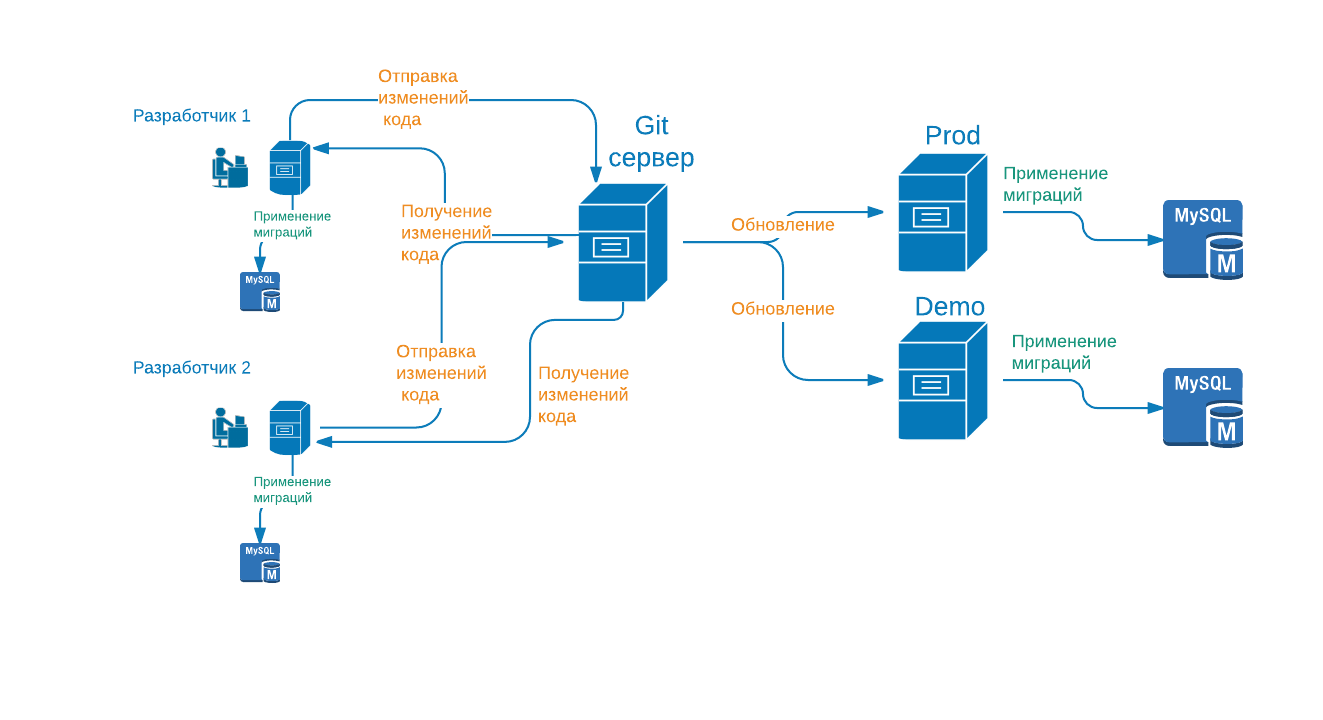 Отправка
изменений
кода
Разработчик 1
Git
сервер
Prod
Применение
миграций
MySQL
M
Применение
миграций
Получение
изменений
кода
Обновление
MySQL
M
Обновление
Demo
Применение
миграций
MySQL
M
Разработчик 2
Отправка
изменений
кода
Получение
изменений
кода
Применение
миграций
MySQL
M